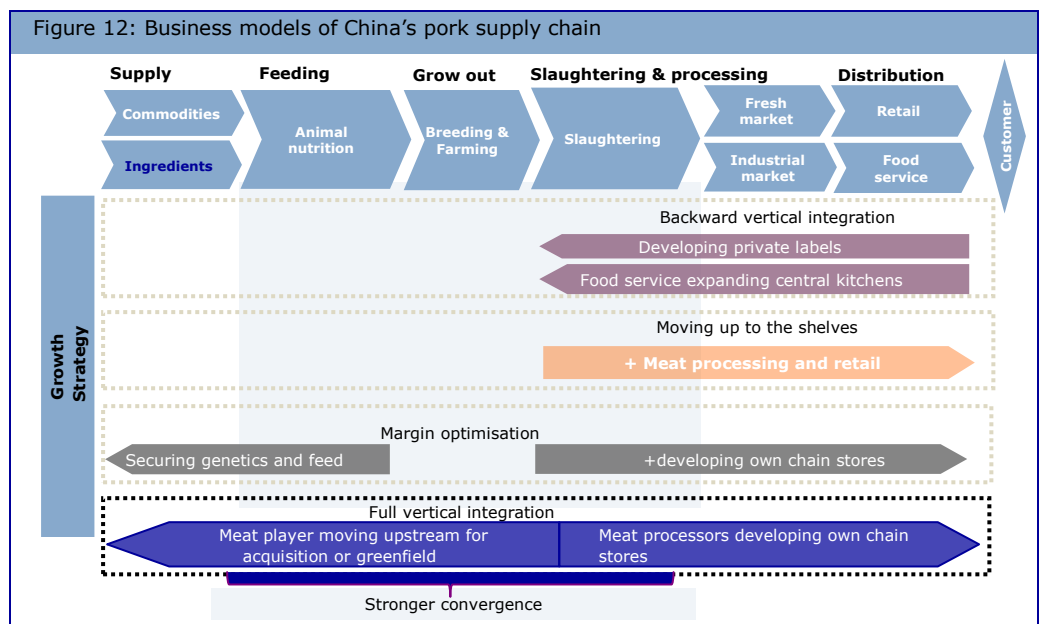 Figure 12: Business models of China’s pork supply chain
Supply
Feeding
Grow out
Slaughtering & processing
Distribution
Commodities
Ingredients
Animal
nutrition
Breeding &
Farming
Slaughtering
Fresh
market
Industrial
market
Retail
Food
service
Customer
Growth
Strategy
Backward vertical integration
Developing private labels
Food service expanding central kitchens
Moving up to the shelves
+ Meat processing and retail
Margin optimisation
Securing genetics and feed
+developing own chain stores
Full vertical integration
Meat player moving upstream for
acquisition or greenfield
Meat processors developing own chain
stores
Stronger convergence